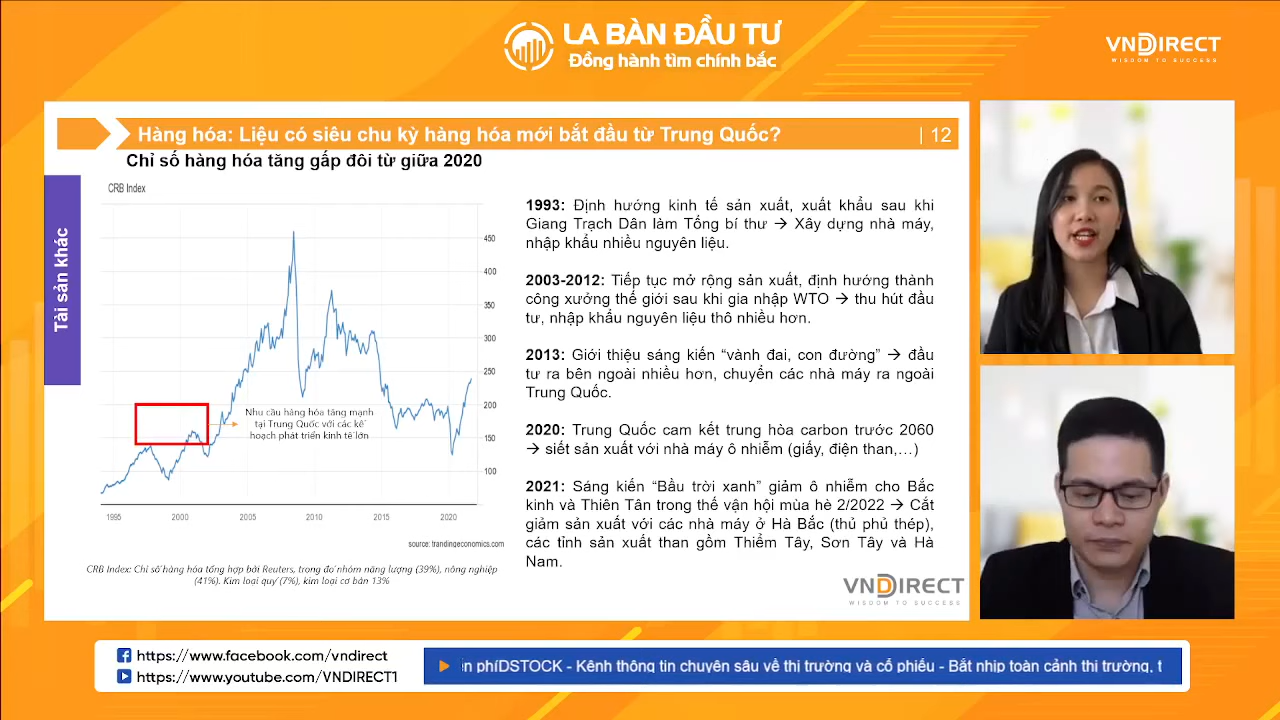 LA BÀN ĐẦU TƯ
Đồng hành tìm chính bắc
VNDIRECT
WISDOM TO SUCCESS
Hàng hóa: Liệu có siêu chu kỳ hàng hóa mới bắt đầu từ Trung Quốc?
| 12
Chỉ số hàng hóa tăng gấp đôi từ giữa 2020
Tài sản khác
CRB Index
450
400
350
300
250
200
150
100
Nhu cầu hàng hóa tăng mạnh
tại Trung Quốc với các kế
hoạch phát triển kinh tế lớn
1995 2000 2005 2010 2015 2020
source: trandingeconomics.com
CRB Index: Chỉ số hàng hóa tổng hợp bởi Reuters, trong đó nhóm năng lượng (39%), nông nghiệp
(41%). Kim loại quý (7%), kim loại cơ bản 13%
1993: Định hướng kinh tế sản xuất, xuất khẩu sau khi
Giang Trạch Dân làm Tổng bí thư → Xây dựng nhà máy,
nhập khẩu nhiều nguyên liệu.
2003-2012: Tiếp tục mở rộng sản xuất, định hướng thành
công xưởng thế giới sau khi gia nhập WTO → thu hút đầu
tư, nhập khẩu nguyên liệu thô nhiều hơn.
2013: Giới thiệu sáng kiến “vành đai, con đường” → đầu
tư ra bên ngoài nhiều hơn, chuyển các nhà máy ra ngoài
Trung Quốc.
2020: Trung Quốc cam kết trung hòa carbon trước 2060
→ siết sản xuất với nhà máy ô nhiễm (giấy, điện than,…)
2021: Sáng kiến “Bầu trời xanh” giảm ô nhiễm cho Bắc
kinh và Thiên Tân trong thế vận hội mùa hè 2/2022 → Cắt
giảm sản xuất với các nhà máy ở Hà Bắc (thủ phủ thép),
các tỉnh sản xuất than gồm Thiểm Tây, Sơn Tây và Hà
Nam.
VNDIRECT
WISDOM TO SUCCESS
https://www.facebook.com/vndirect
https://www.youtube.com/VNDIRECT1
phíDSTOCK - Kênh thông tin chuyên sâu về thị trường và cổ phiếu - Bắt nhịp toàn cảnh thị trường,